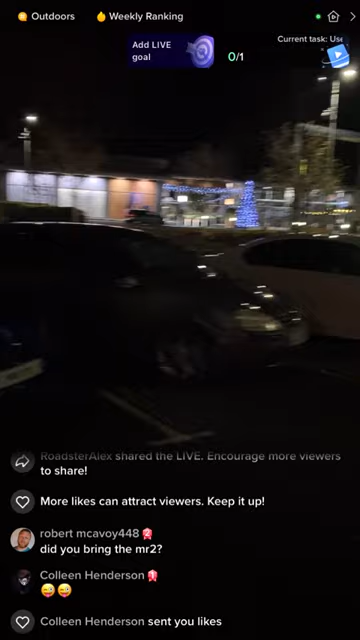 Outdoors
Weekly Ranking
Add LIVE
goal
0/1
Current task: Use
RoadsterAlex shared the LIVE. Encourage more viewers
to share!
More likes can attract viewers. Keep it up!
robert mcavoy448
did you bring the mr2?
Colleen Henderson
😜😜
Colleen Henderson sent you likes